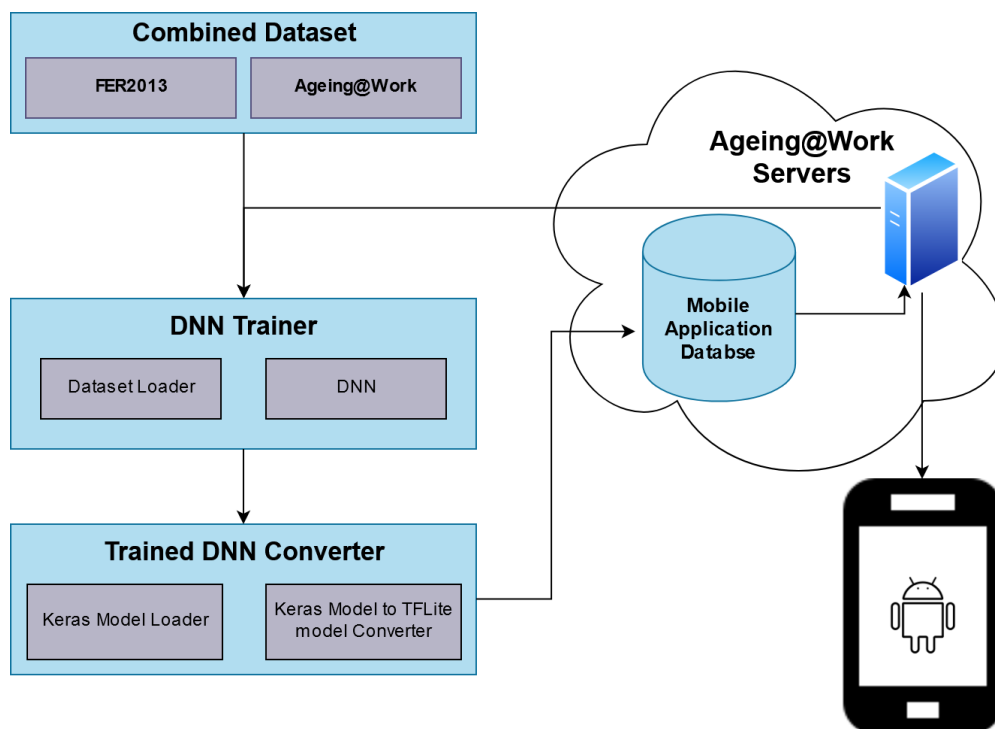 Combined Dataset
FER2013
Ageing@Work
Ageing@Work
Servers
Mobile
Application
Databse
DNN Trainer
Dataset Loader
DNN
Trained DNN Converter
Keras Model Loader
Keras Model to TFLite
model Converter